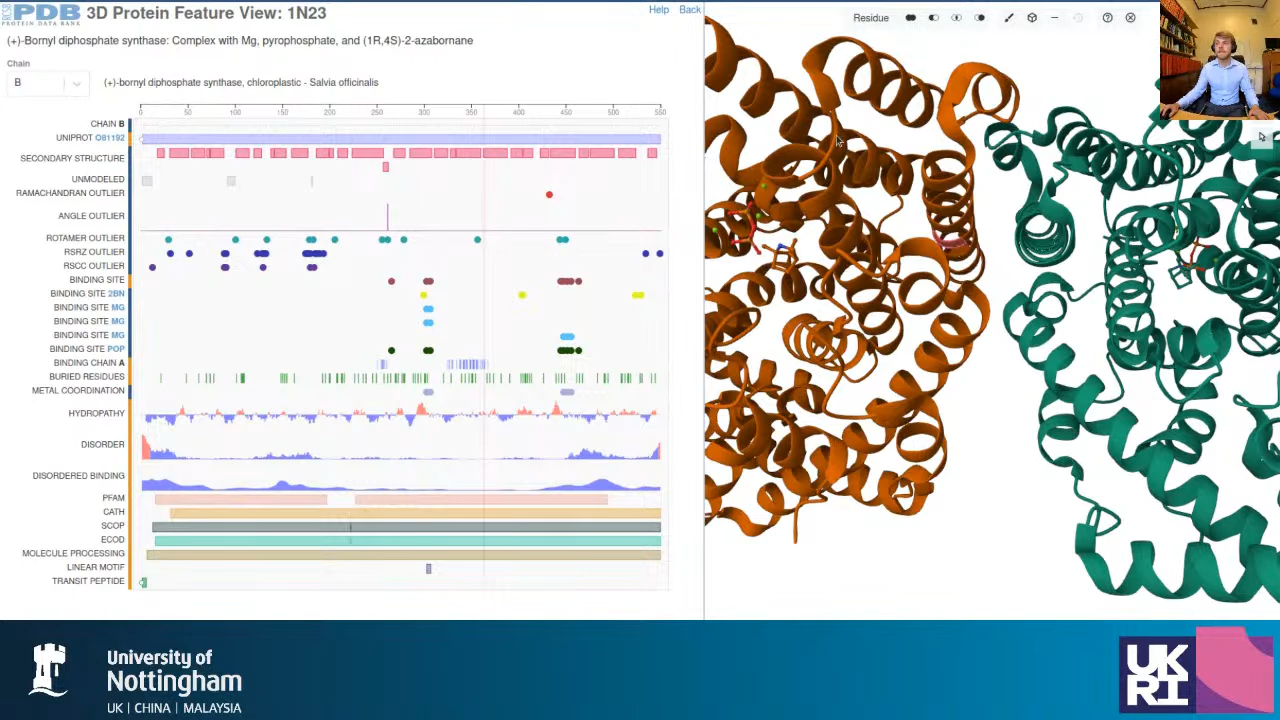 PDB
PROTEIN DATA BANK
3D Protein Feature View: 1N23
Help
Back
(+)-Bornyl diphosphate synthase: Complex with Mg, pyrophosphate, and (1R,4S)-2-azabornane
Chain
B
(+)-bornyl diphosphate synthase, chloroplastic - Salvia officinalis
0 50 100 150 200 250 300 350 400 450 500 550
CHAIN B
UNIPROT O81192
SECONDARY STRUCTURE
UNMODELED
RAMACHANDRAN OUTLIER
ANGLE OUTLIER
ROTAMER OUTLIER
RSRZ OUTLIER
RSCC OUTLIER
BINDING SITE
BINDING SITE 2BN
BINDING SITE MG
BINDING SITE MG
BINDING SITE MG
BINDING SITE POP
BINDING CHAIN A
BURIED RESIDUES
METAL COORDINATION
HYDROPATHY
DISORDER
DISORDERED BINDING
PFAM
CATH
SCOP
ECOD
MOLECULE PROCESSING
LINEAR MOTIF
TRANSIT PEPTIDE
Residue
University of
Nottingham
UK | CHINA | MALAYSIA
UK
RI